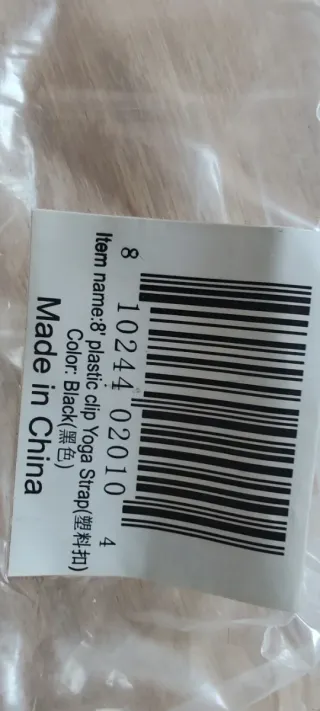 8 10244 02010 4
Item name:8' plastic clip Yoga Strap(塑料扣)
Color: Black(黑色)
Made in China